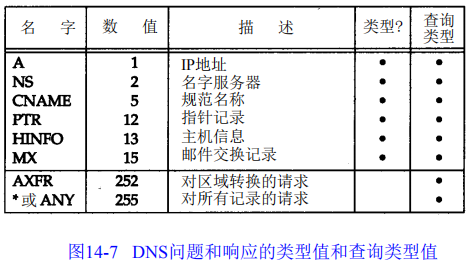 名 字 数 值 描 述 类型? 查询类型
A 1 IP地址 • •
NS 2 名字服务器 • •
CNAME 5 规范名称 • •
PTR 12 指针记录 • •
HINFO 13 主机信息 • •
MX 15 邮件交换记录 • •
AXFR 252 对区域转换的请求 •
*或ANY 255 对所有记录的请求 •
图14-7 DNS问题和响应的类型值和查询类型值